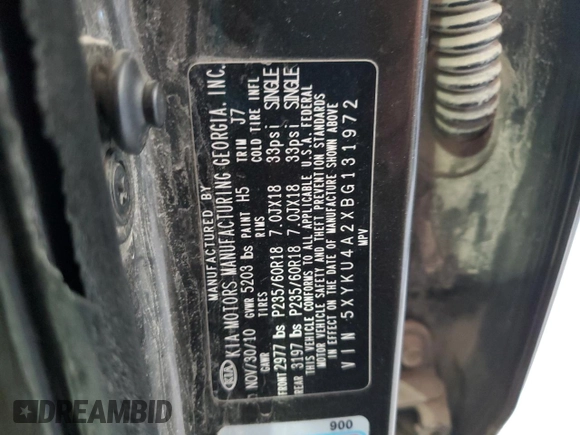 MANUFACTURED BY
KIA KIA MOTORS MANUFACTURING GEORGIA, INC.
NOV/30/10 GVWR 5203 lbs PAINT H5 TRIM J7
GAWR TIRES RIMS COLD TIRE INFL
FRONT 2977 lbs P235/60R18 7.0JX18 33psi SINGLE
REAR 3197 lbs P235/60R18 7.0JX18 33psi SINGLE
THIS VEHICLE CONFORMS TO ALL APPLICABLE U.S.A. FEDERAL
MOTOR VEHICLE SAFETY AND THEFT PREVENTION STANDARDS
IN EFFECT ON THE DATE OF MANUFACTURE SHOWN ABOVE
VIN 5XYKU4A2XBG131972
MPV
900
DREAMBID